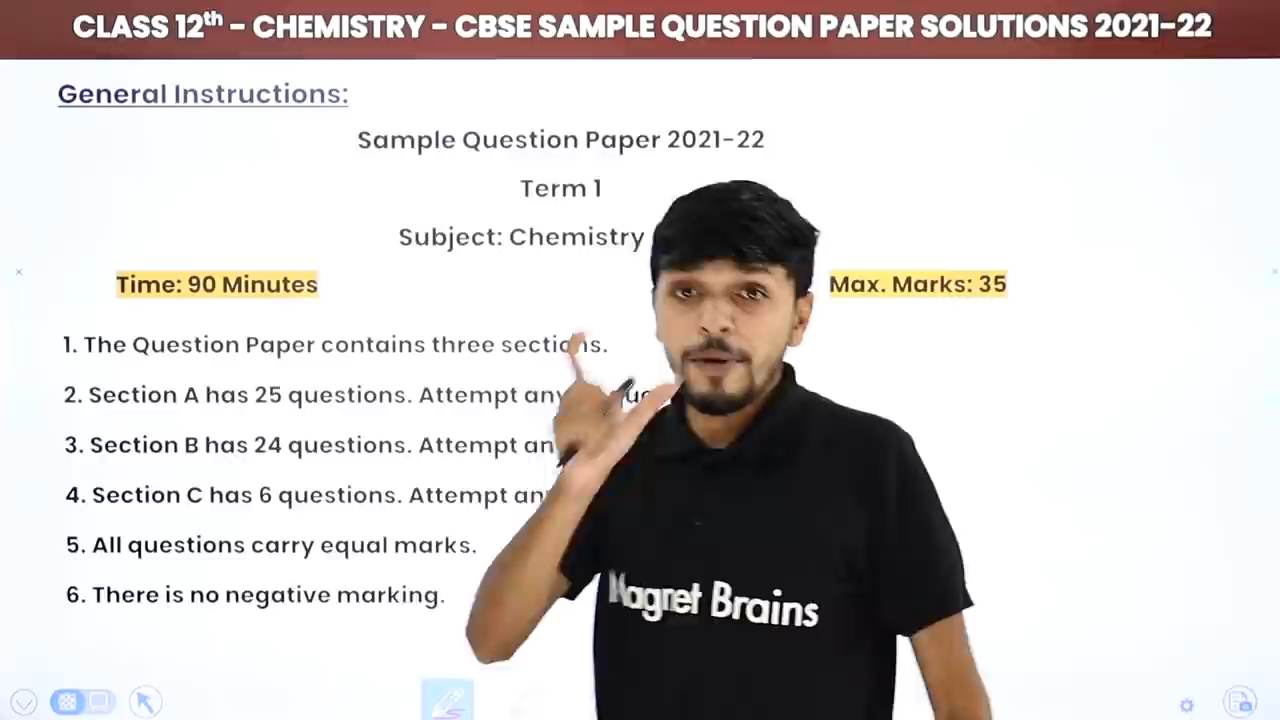 CLASS 12th - CHEMISTRY - CBSE SAMPLE QUESTION PAPER SOLUTIONS 2021-22
General Instructions:
Sample Question Paper 2021-22
Term 1
Subject: Chemistry
Time: 90 Minutes Max. Marks: 35
1. The Question Paper contains three sections.
2. Section A has 25 questions. Attempt any
3. Section B has 24 questions. Attempt
4. Section C has 6 questions. Attempt
5. All questions carry equal marks.
6. There is no negative marking.
Magnet Brains